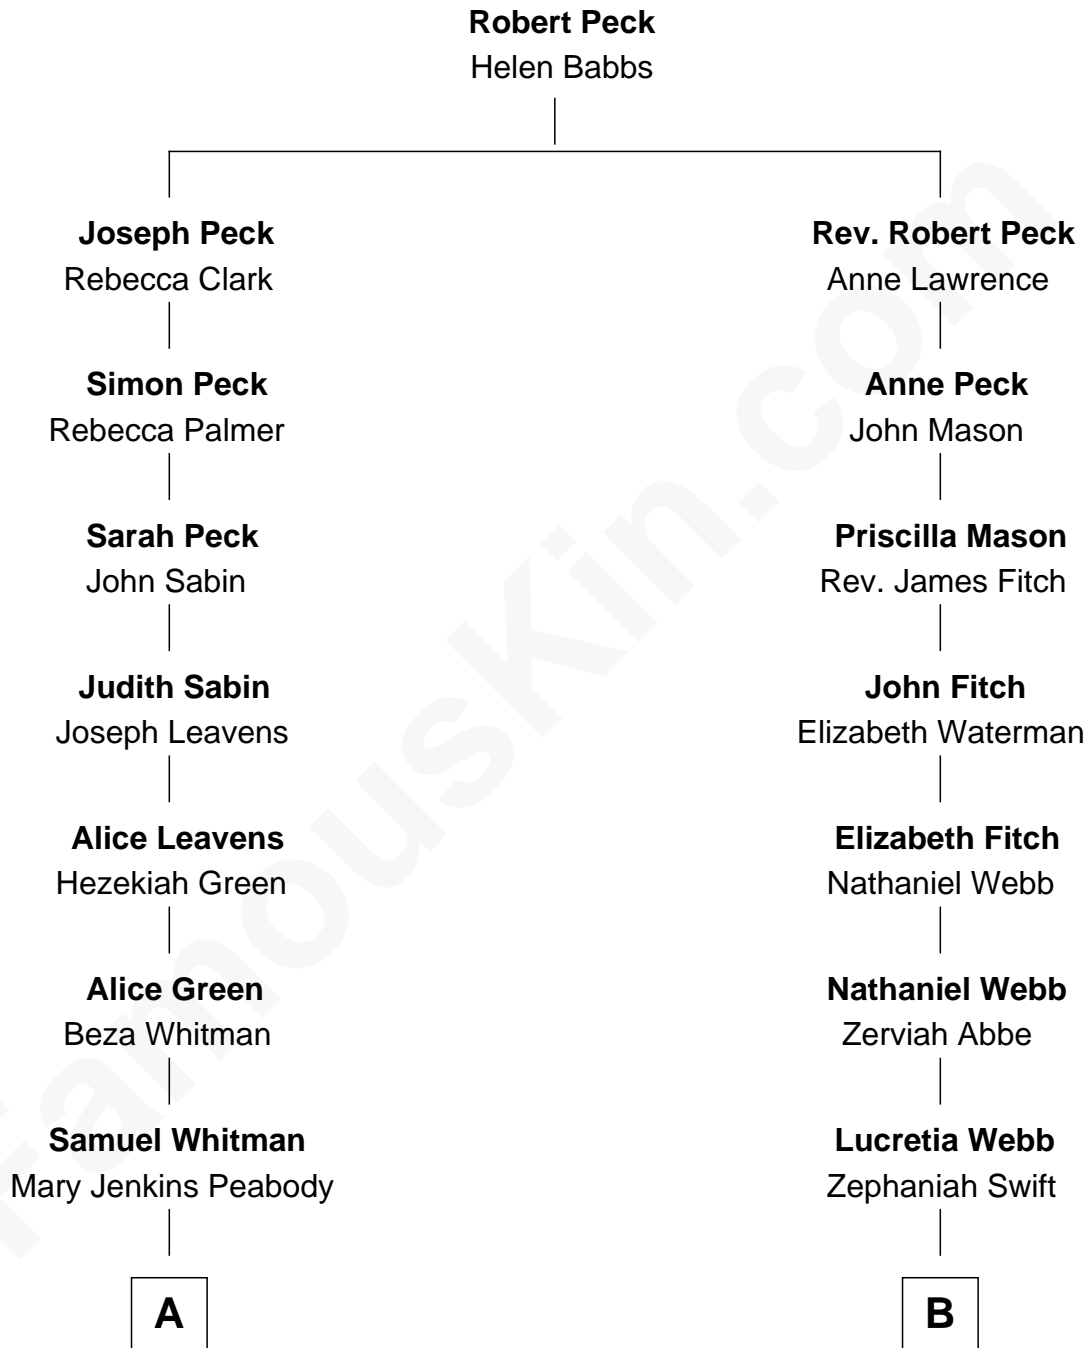 Robert Peck
Helen Babbs
Joseph Peck
Rebecca Clark
Rev. Robert Peck
Anne Lawrence
Simon Peck
Rebecca Palmer
Anne Peck
John Mason
Sarah Peck
John Sabin
Priscilla Mason
Rev. James Fitch
Judith Sabin
Joseph Leavens
John Fitch
Elizabeth Waterman
Alice Leavens
Hezekiah Green
Elizabeth Fitch
Nathaniel Webb
Alice Green
Beza Whitman
Nathaniel Webb
Zerviah Abbe
Samuel Whitman
Mary Jenkins Peabody
Lucretia Webb
Zephaniah Swift
A
B
FamousKin.com